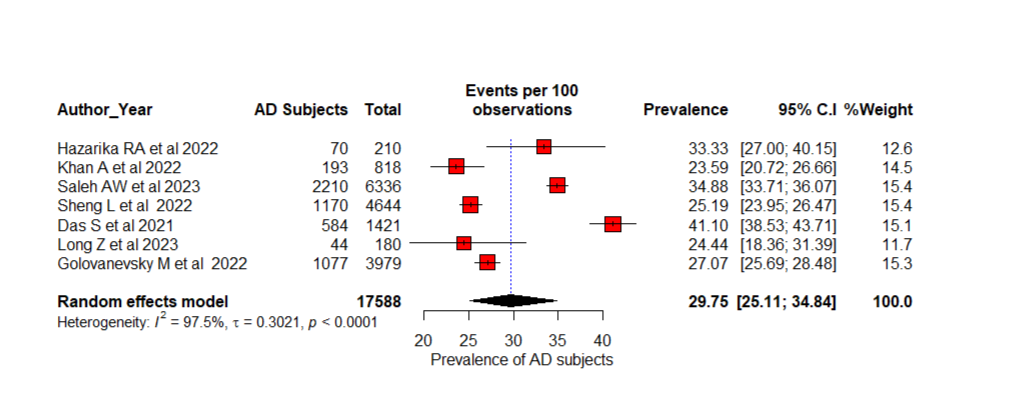 Events per 100
observations
Author_Year AD Subjects Total Prevalence 95% C.I %Weight
Hazarika RA et al 2022 70 210 33.33 [27.00; 40.15] 12.6
Khan A et al 2022 193 818 23.59 [20.72; 26.66] 14.5
Saleh AW et al 2023 2210 6336 34.88 [33.71; 36.07] 15.4
Sheng L et al 2022 1170 4644 25.19 [23.95; 26.47] 15.4
Das S et al 2021 584 1421 41.10 [38.53; 43.71] 15.1
Long Z et al 2023 44 180 24.44 [18.36; 31.39] 11.7
Golovanevsky M et al 2022 1077 3979 27.07 [25.69; 28.48] 15.3
Random effects model 17588 29.75 [25.11; 34.84] 100.0
Heterogeneity: I² = 97.5%, τ = 0.3021, p < 0.0001
20 25 30 35 40
Prevalence of AD subjects